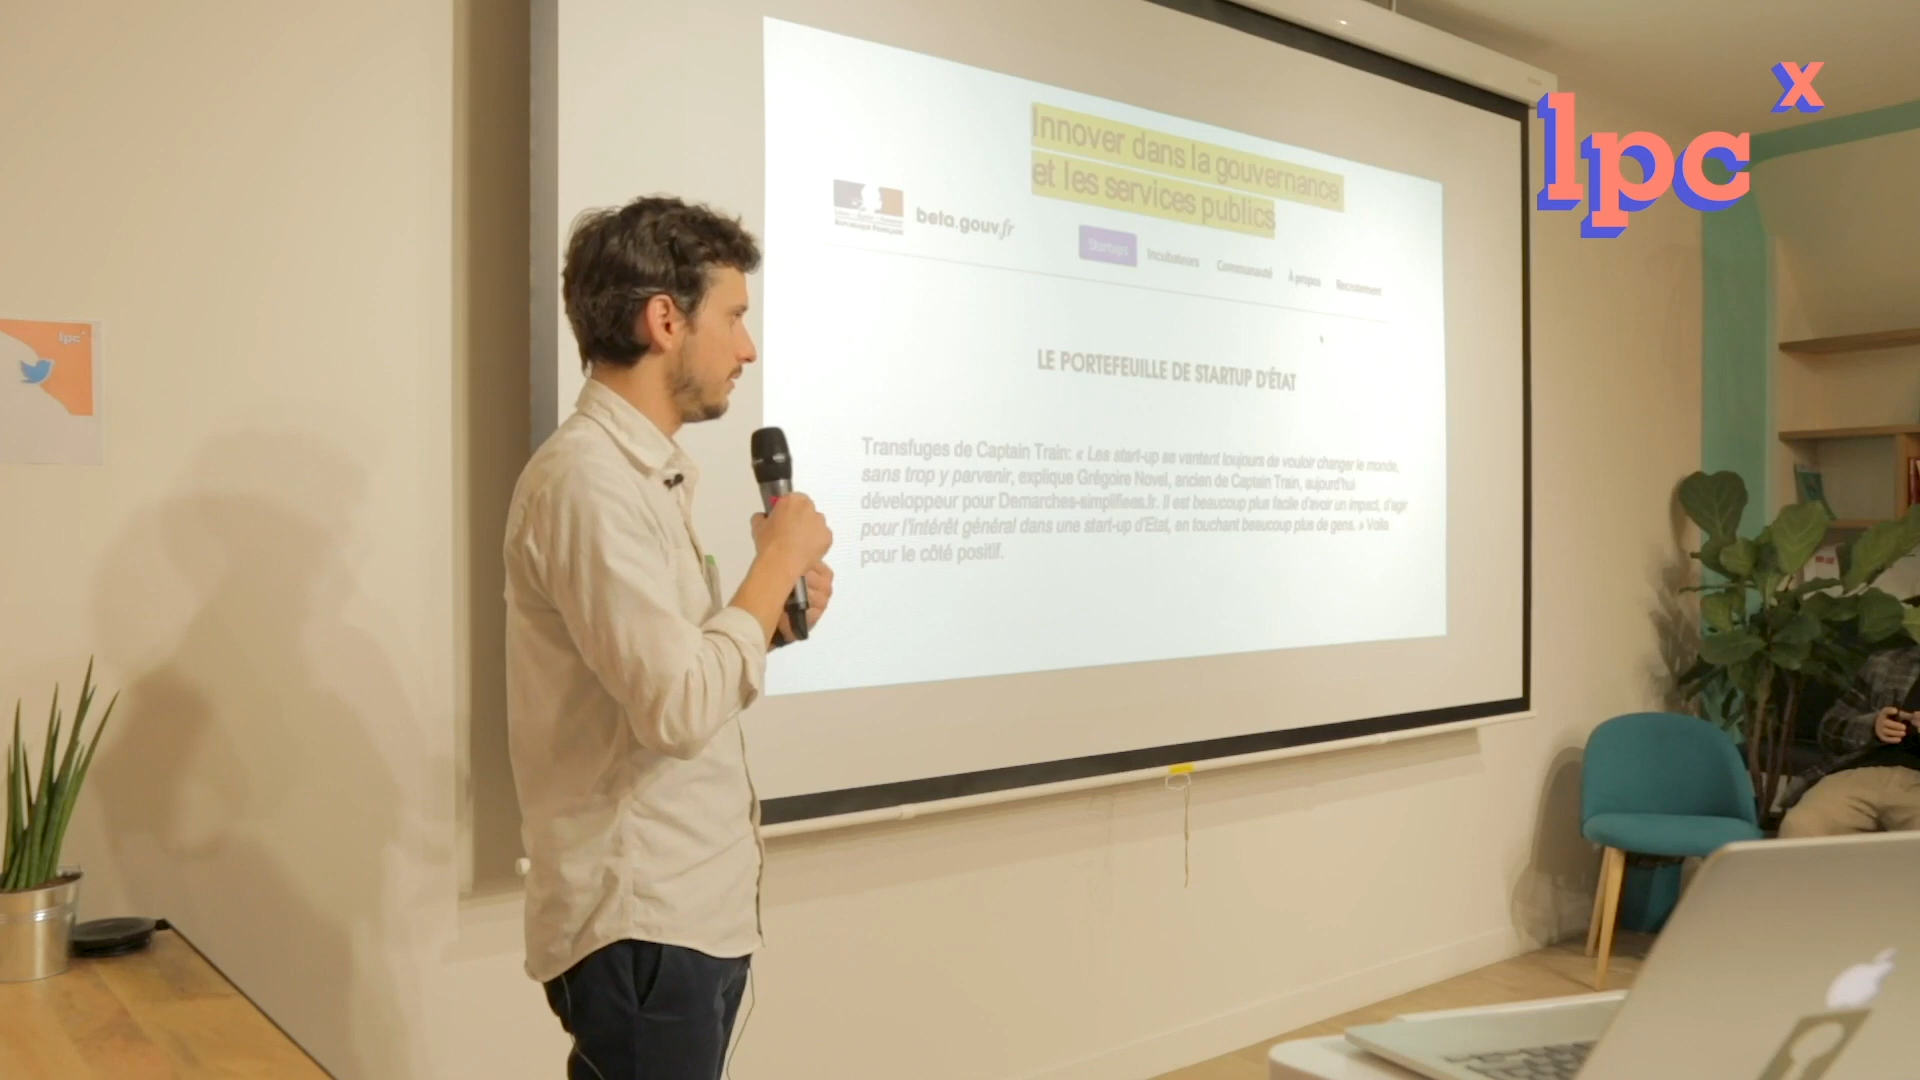 lpc x
Innover dans la gouvernance
et les services publics
beta.gouv.fr
Startups Incubateurs Communauté À propos Recrutement
LE PORTEFEUILLE DE STARTUP D'ÉTAT
Transfuges de Captain Train: « Les start-up se vantent toujours de vouloir changer le monde,
sans trop y parvenir, explique Grégoire Novel, ancien de Captain Train, aujourd'hui
développeur pour Demarches-simplifiees.fr. Il est beaucoup plus facile d'avoir un impact, d'agir
pour l'intérêt général dans une start-up d'Etat, en touchant beaucoup plus de gens. » Voila
pour le côté positif.
lpc x